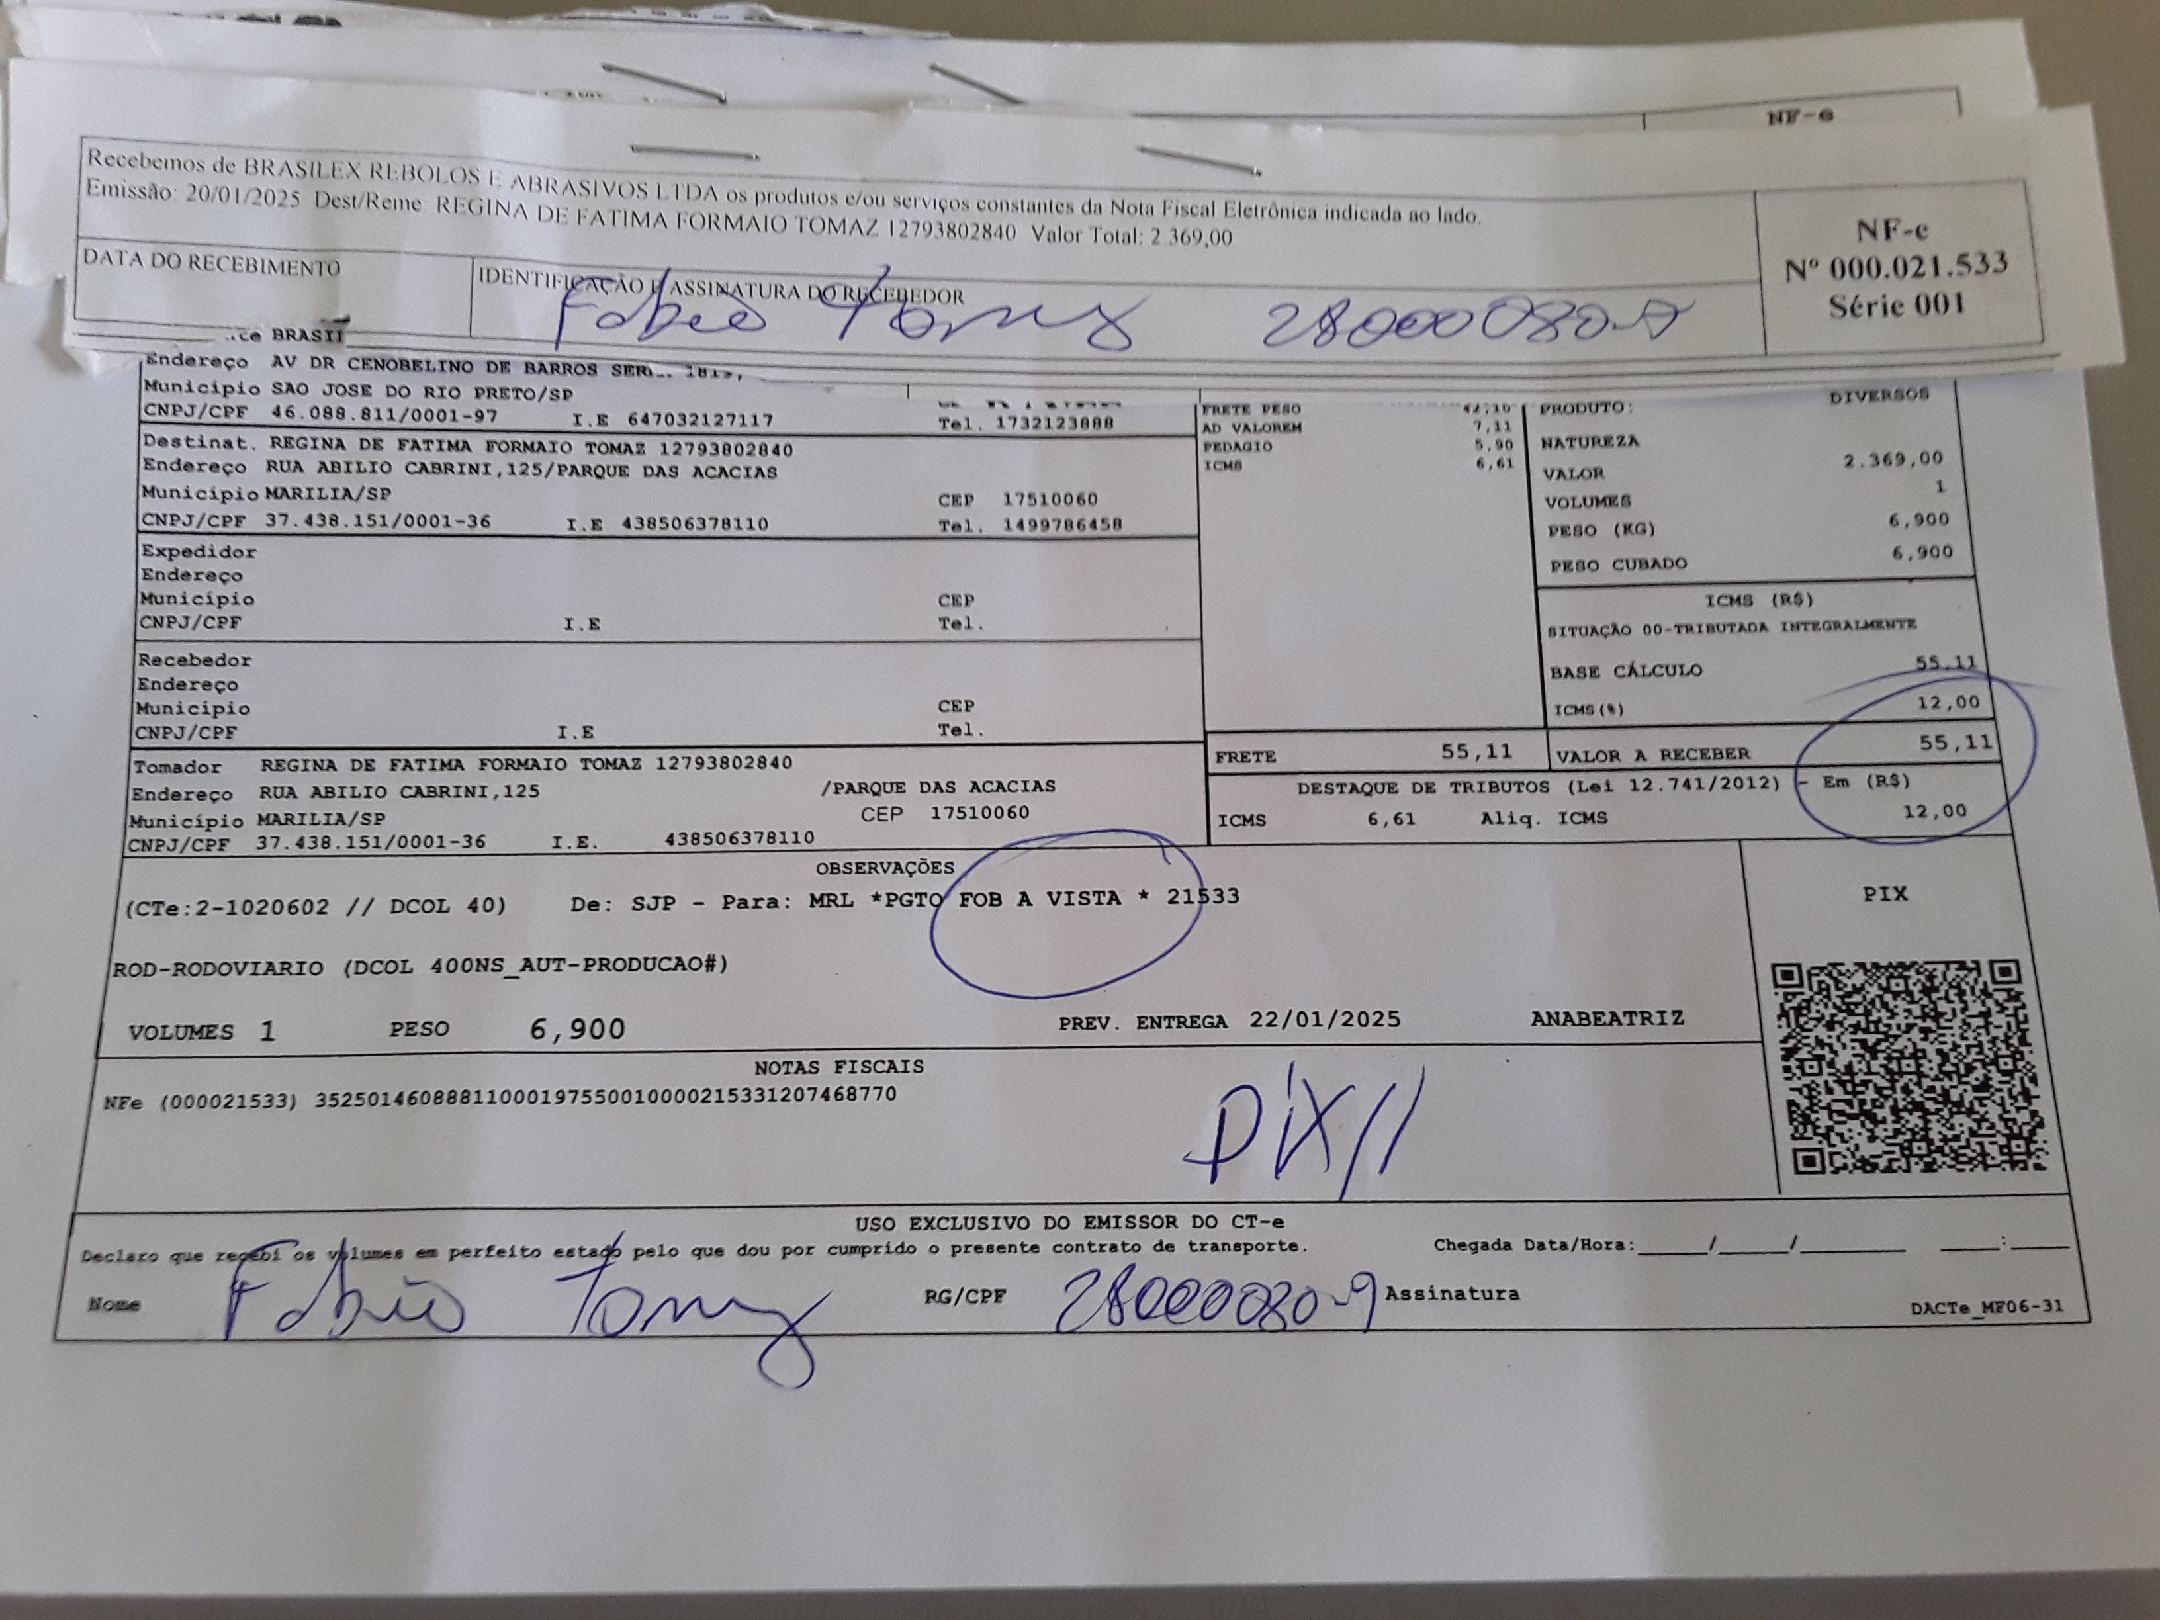 NF-e
Recebemos de BRASILEX REBOLOS E ABRASIVOS LTDA os produtos e/ou serviços constantes da Nota Fiscal Eletrônica indicada ao lado.
Emissão: 20/01/2025 Dest/Reme: REGINA DE FATIMA FORMAIO TOMAZ 12793802840 Valor Total: 2.369,00
NF-e
Nº 000.021.533
Série 001
DATA DO RECEBIMENTO
IDENTIFICAÇÃO E ASSINATURA DO RECEBEDOR
Fabio Tomaz 28000080-9
BRASIL
Endereço AV DR CENOBELINO DE BARROS SER
Município SAO JOSE DO RIO PRETO/SP
CNPJ/CPF 46.088.811/0001-97 I.E 647032127117 Tel. 1732123888
Destinat. REGINA DE FATIMA FORMAIO TOMAZ 12793802840
Endereço RUA ABILIO CABRINI,125/PARQUE DAS ACACIAS
Município MARILIA/SP CEP 17510060
CNPJ/CPF 37.438.151/0001-36 I.E 438506378110 Tel. 1499786458
Expedidor
Endereço
Município CEP
CNPJ/CPF I.E Tel.
Recebedor
Endereço
Município CEP
CNPJ/CPF I.E Tel.
Tomador REGINA DE FATIMA FORMAIO TOMAZ 12793802840
Endereço RUA ABILIO CABRINI,125 /PARQUE DAS ACACIAS
Município MARILIA/SP CEP 17510060
CNPJ/CPF 37.438.151/0001-36 I.E. 438506378110
FRETE PESO
AD VALOREM 7,11
PEDAGIO 5,90
ICMS 6,61
PRODUTO: DIVERSOS
NATUREZA
VALOR 2.369,00
VOLUMES 1
PESO (KG) 6,900
PESO CUBADO 6,900
ICMS (R$)
SITUAÇÃO 00-TRIBUTADA INTEGRALMENTE
BASE CÁLCULO 55,11
ICMS(%) 12,00
FRETE 55,11 VALOR A RECEBER 55,11
DESTAQUE DE TRIBUTOS (Lei 12.741/2012) - Em (R$)
ICMS 6,61 Aliq. ICMS 12,00
OBSERVAÇÕES
(CTe:2-1020602 // DCOL 40) De: SJP - Para: MRL *PGTO FOB A VISTA * 21533
ROD-RODOVIARIO (DCOL 400NS_AUT-PRODUCAO#)
VOLUMES 1 PESO 6,900 PREV. ENTREGA 22/01/2025 ANABEATRIZ
PIX
NOTAS FISCAIS
NFe (000021533) 35250146088811000197550010000215331207468770
PIX//
USO EXCLUSIVO DO EMISSOR DO CT-e
Declaro que recebi os volumes em perfeito estado pelo que dou por cumprido o presente contrato de transporte. Chegada Data/Hora:_____/_____/________ ____:____
Nome Fabio Tomaz RG/CPF 28000080-9 Assinatura
DACTe_MF06-31